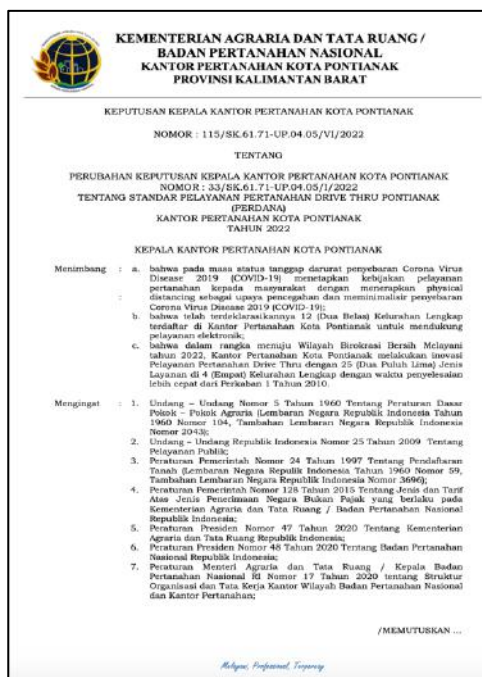 KEMENTERIAN AGRARIA DAN TATA RUANG /
BADAN PERTANAHAN NASIONAL
KANTOR PERTANAHAN KOTA PONTIANAK
PROVINSI KALIMANTAN BARAT
KEPUTUSAN KEPALA KANTOR PERTANAHAN KOTA PONTIANAK
NOMOR : 115/SK.61.71-UP.04.05/VI/2022
TENTANG
PERUBAHAN KEPUTUSAN KEPALA KANTOR PERTANAHAN KOTA PONTIANAK
NOMOR : 33/SK.61.71-UP.04.05/I/2022
TENTANG STANDAR PELAYANAN PERTANAHAN DRIVE THRU PONTIANAK
(PERDANA)
KANTOR PERTANAHAN KOTA PONTIANAK
TAHUN 2022
KEPALA KANTOR PERTANAHAN KOTA PONTIANAK
Menimbang : a. bahwa pada masa status tanggap darurat penyebaran Corona Virus
Disease 2019 (COVID-19) menetapkan kebijakan pelayanan
pertanahan kepada masyarakat dengan menerapkan physical
: distancing sebagai upaya pencegahan dan meminimalisir penyebaran
Corona Virus Disease 2019 (COVID-19);
b. bahwa telah terdeklarasikannya 12 (Dua Belas) Kelurahan Lengkap
terdaftar di Kantor Pertanahan Kota Pontianak untuk mendukung
pelayanan elektronik;
c. bahwa dalam rangka menuju Wilayah Birokrasi Bersih Melayani
tahun 2022, Kantor Pertanahan Kota Pontianak melakukan inovasi
Pelayanan Pertanahan Drive Thru dengan 25 (Dua Puluh Lima) Jenis
Layanan di 4 (Empat) Kelurahan Lengkap dengan waktu penyelesaian
lebih cepat dari Perkaban 1 Tahun 2010.
Mengingat : 1. Undang – Undang Nomor 5 Tahun 1960 Tentang Peraturan Dasar
Pokok – Pokok Agraria (Lembaran Negara Republik Indonesia Tahun
1960 Nomor 104, Tambahan Lembaran Negara Republik Indonesia
Nomor 2043);
2. Undang – Undang Republik Indonesia Nomor 25 Tahun 2009 Tentang
Pelayanan Publik;
3. Peraturan Pemerintah Nomor 24 Tahun 1997 Tentang Pendaftaran
Tanah (Lembaran Negara Repulik Indonesia Tahun 1960 Nomor 59,
Tambahan Lembaran Negara Republik Indonesia Nomor 3696);
4. Peraturan Pemerintah Nomor 128 Tahun 2015 Tentang Jenis dan Tarif
Atas Jenis Penerimaan Negara Bukan Pajak yang berlaku pada
Kementerian Agraria dan Tata Ruang / Badan Pertanahan Nasional
Republik Indonesia;
5. Peraturan Presiden Nomor 47 Tahun 2020 Tentang Kementerian
Agraria dan Tata Ruang Republik Indonesia;
6. Peraturan Presiden Nomor 48 Tahun 2020 Tentang Badan Pertanahan
Nasional Republik Indonesia;
7. Peraturan Menteri Agraria dan Tata Ruang / Kepala Badan
Pertanahan Nasional RI Nomor 17 Tahun 2020 tentang Struktur
Organisasi dan Tata Kerja Kantor Wilayah Badan Pertanahan Nasional
dan Kantor Pertanahan;
/MEMUTUSKAN ...
Melayani, Profesional, Terpercaya